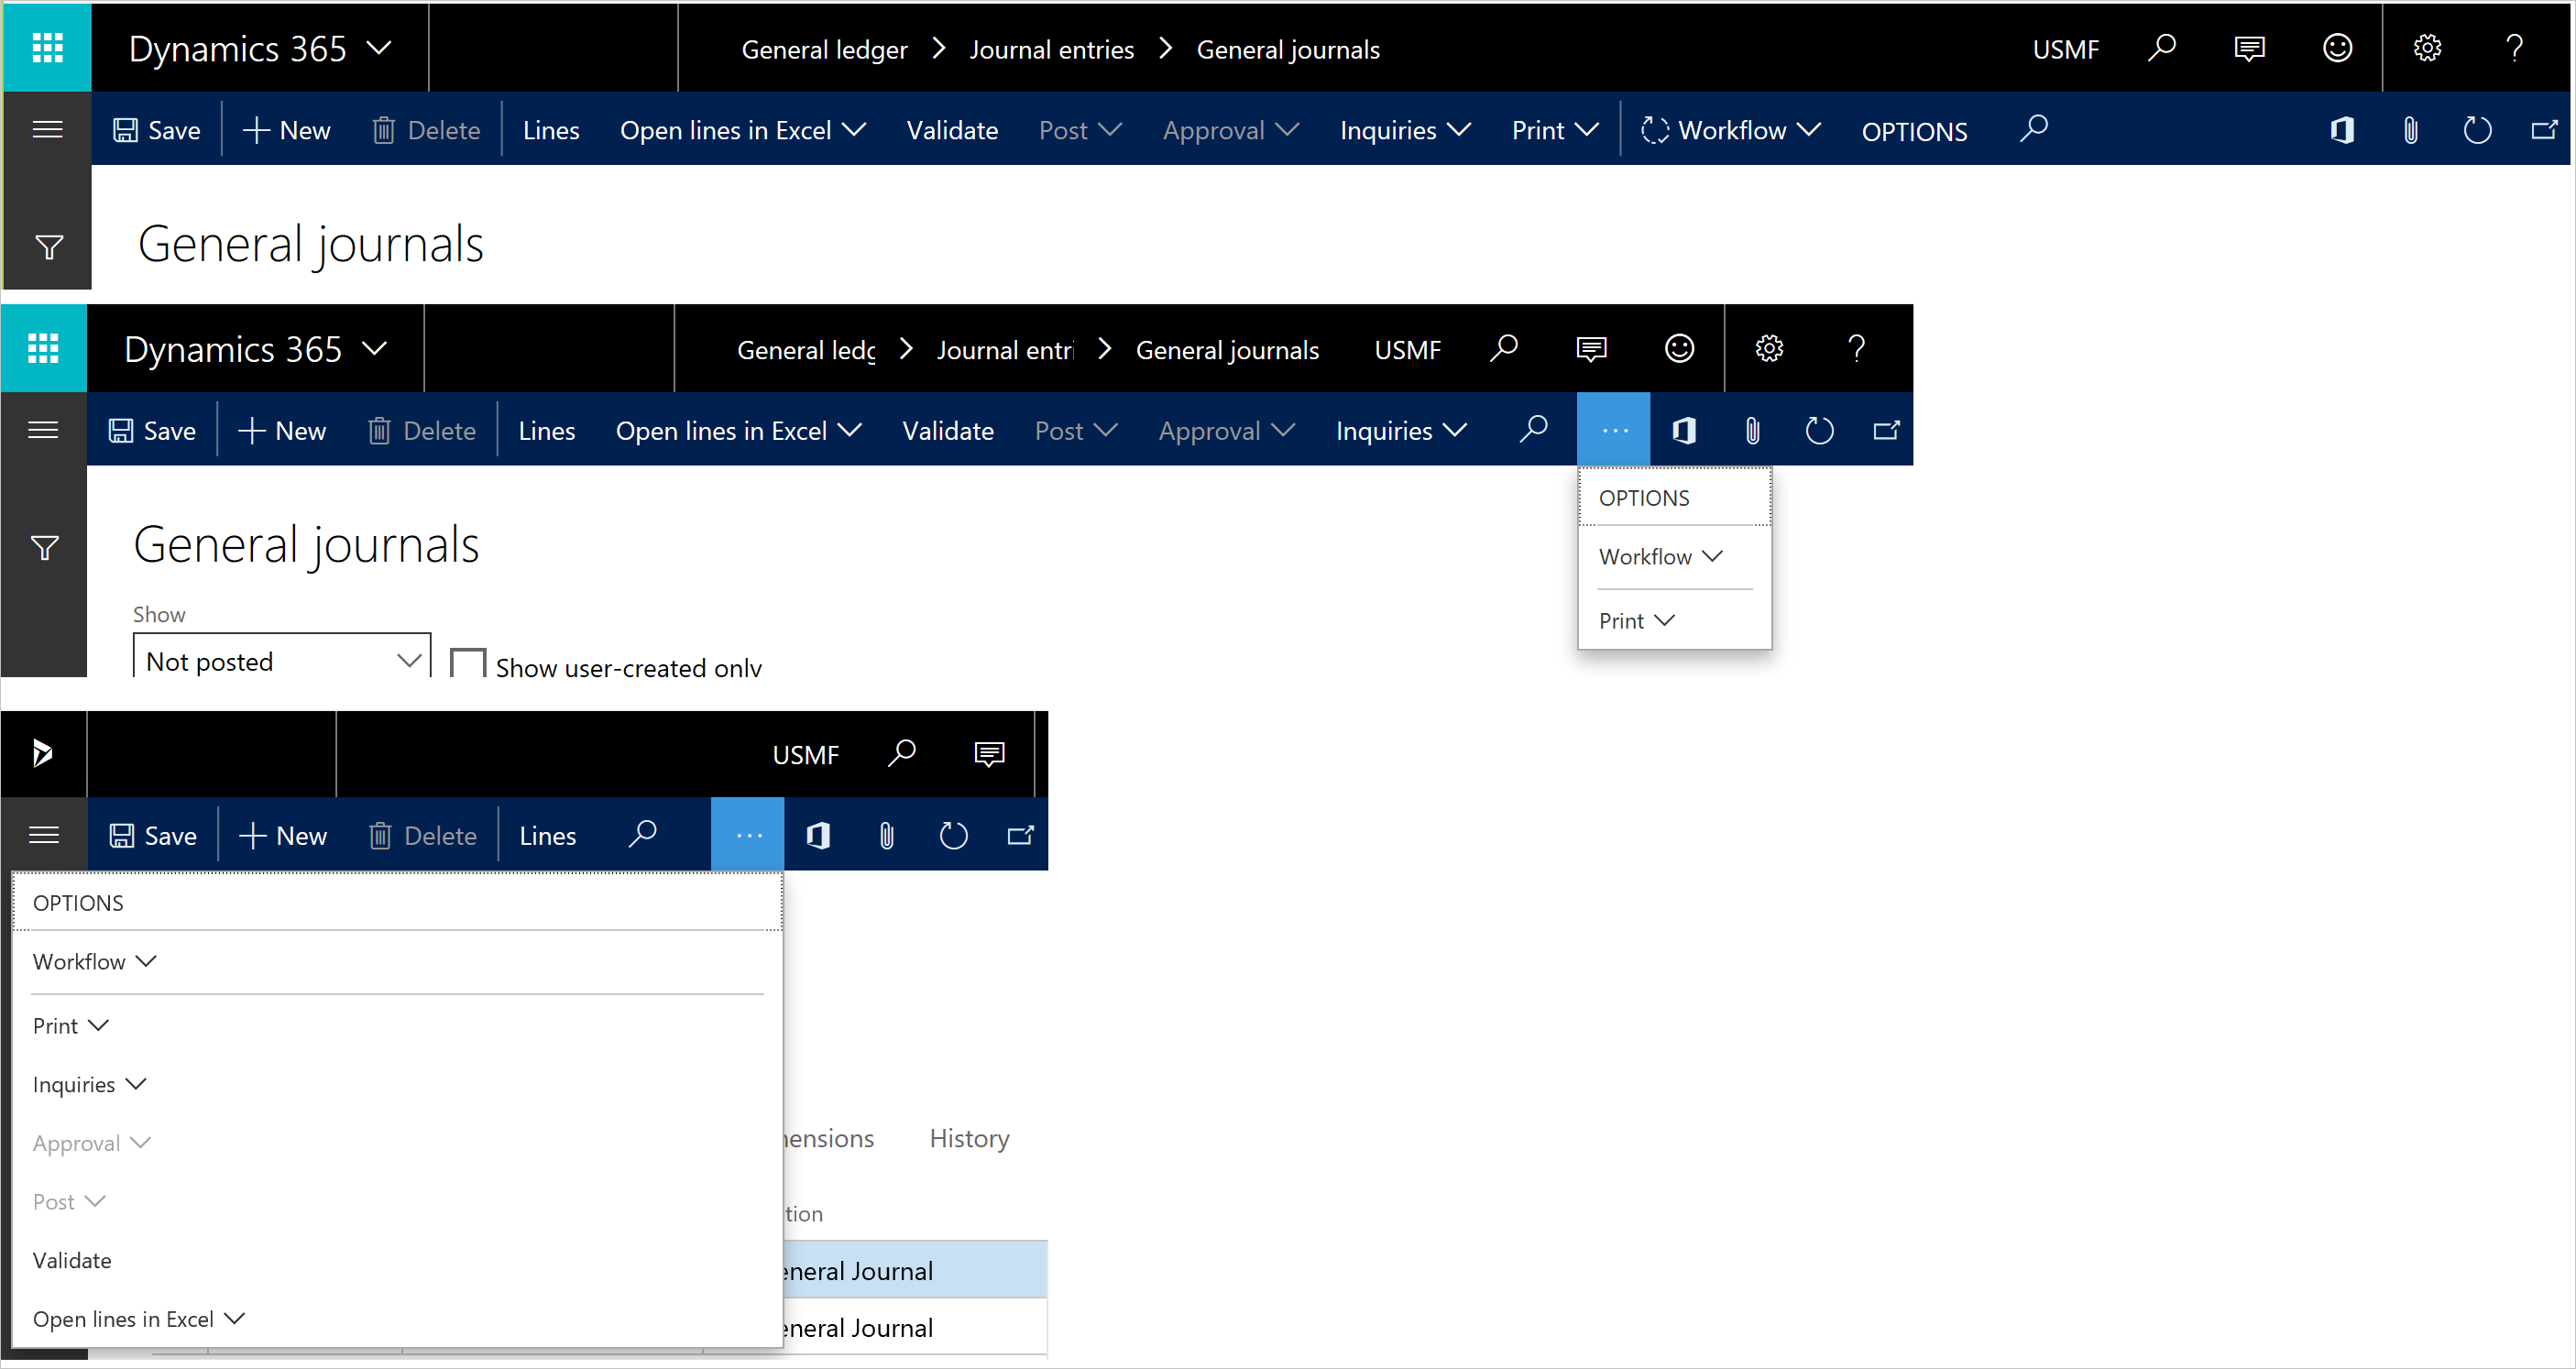 Dynamics 365 General ledger Journal entries General journals USMF ?
Save New Delete Lines Open lines in Excel Validate Post Approval Inquiries Print Workflow OPTIONS
General journals
Dynamics 365 General ledg Journal entri General journals USMF ?
Save New Delete Lines Open lines in Excel Validate Post Approval Inquiries ...
OPTIONS
Workflow
Print
General journals
Show
Not posted Show user-created only
USMF
Save New Delete Lines ...
OPTIONS
Workflow
Print
Inquiries
Approval
Post
Validate
Open lines in Excel
ensions History
tion
eneral Journal
eneral Journal